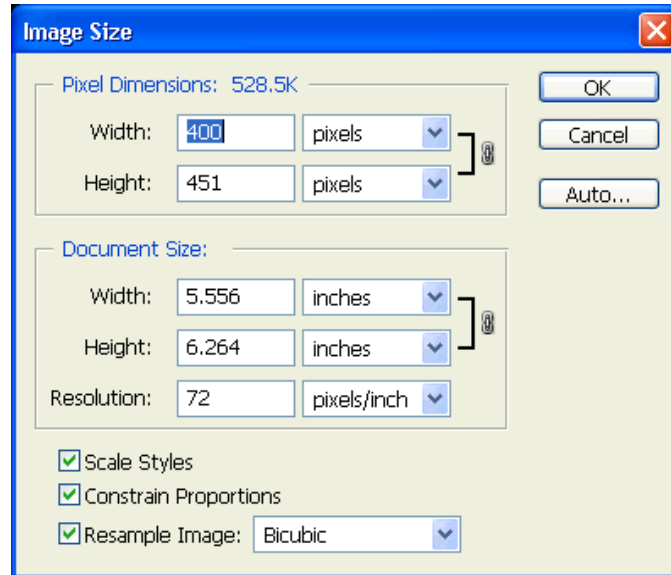 Image Size
Pixel Dimensions: 528.5K
OK
Width: 400 pixels
Cancel
Height: 451 pixels
Auto...
Document Size:
Width: 5.556 inches
Height: 6.264 inches
Resolution: 72 pixels/inch
Scale Styles
Constrain Proportions
Resample Image: Bicubic